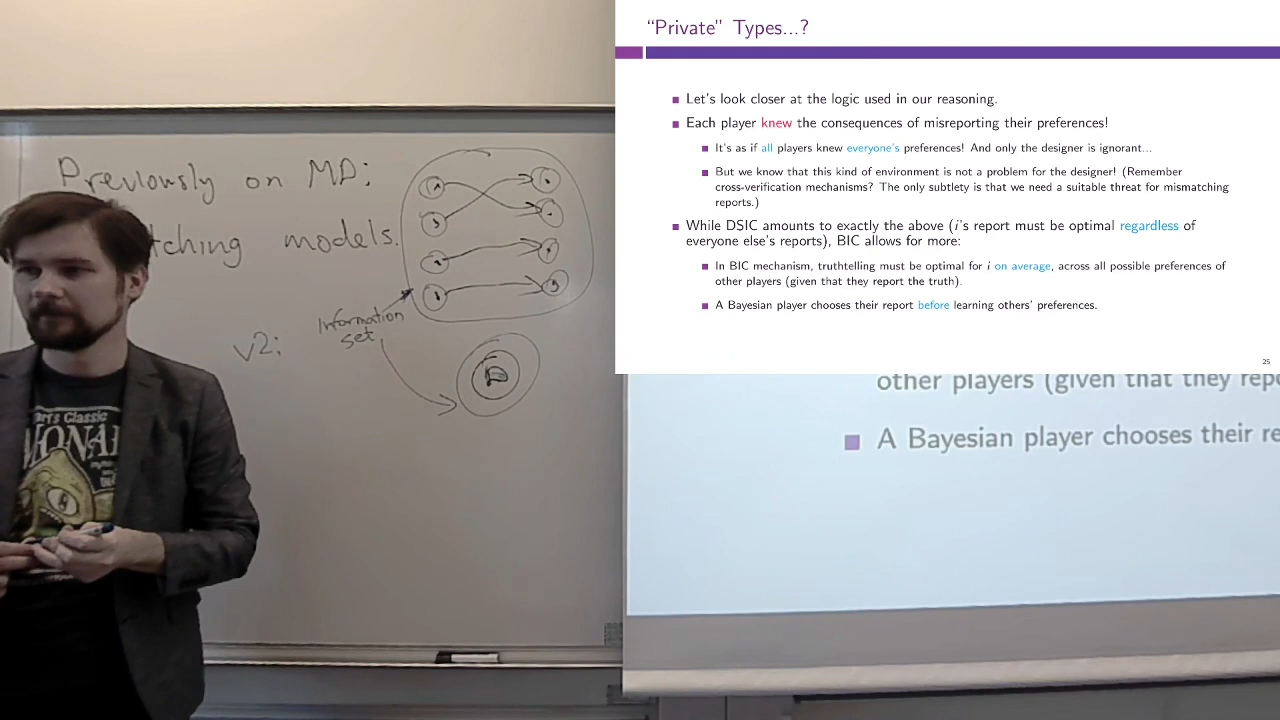 Previously on MD:
tching models.
Information
set
v2:
arts Classic
MONA
“Private” Types...?
Let's look closer at the logic used in our reasoning.
Each player knew the consequences of misreporting their preferences!
It's as if all players knew everyone's preferences! And only the designer is ignorant...
But we know that this kind of environment is not a problem for the designer! (Remember
cross-verification mechanisms? The only subtlety is that we need a suitable threat for mismatching
reports.)
While DSIC amounts to exactly the above (i's report must be optimal regardless of
everyone else's reports), BIC allows for more:
In BIC mechanism, truthtelling must be optimal for i on average, across all possible preferences of
other players (given that they report the truth).
A Bayesian player chooses their report before learning others' preferences.
25
other players (given that they repo
A Bayesian player chooses their re